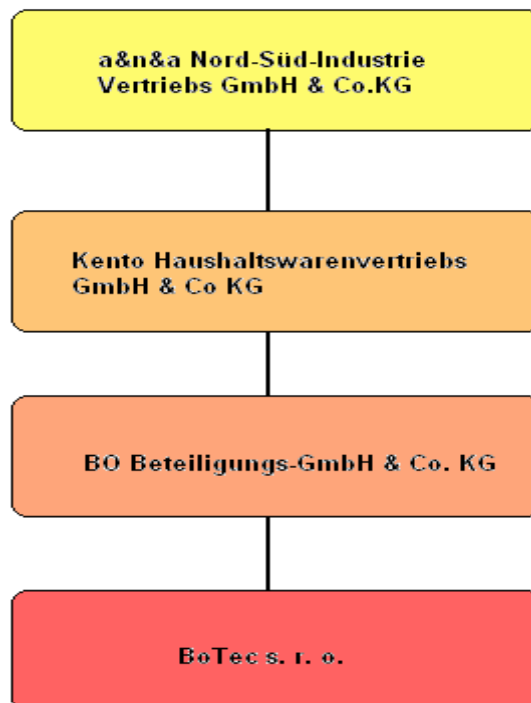 a&n&a Nord-Süd-Industrie
Vertriebs GmbH & Co.KG
Kento Haushaltswarenvertriebs
GmbH & Co KG
BO Beteiligungs-GmbH & Co. KG
BoTec s. r. o.